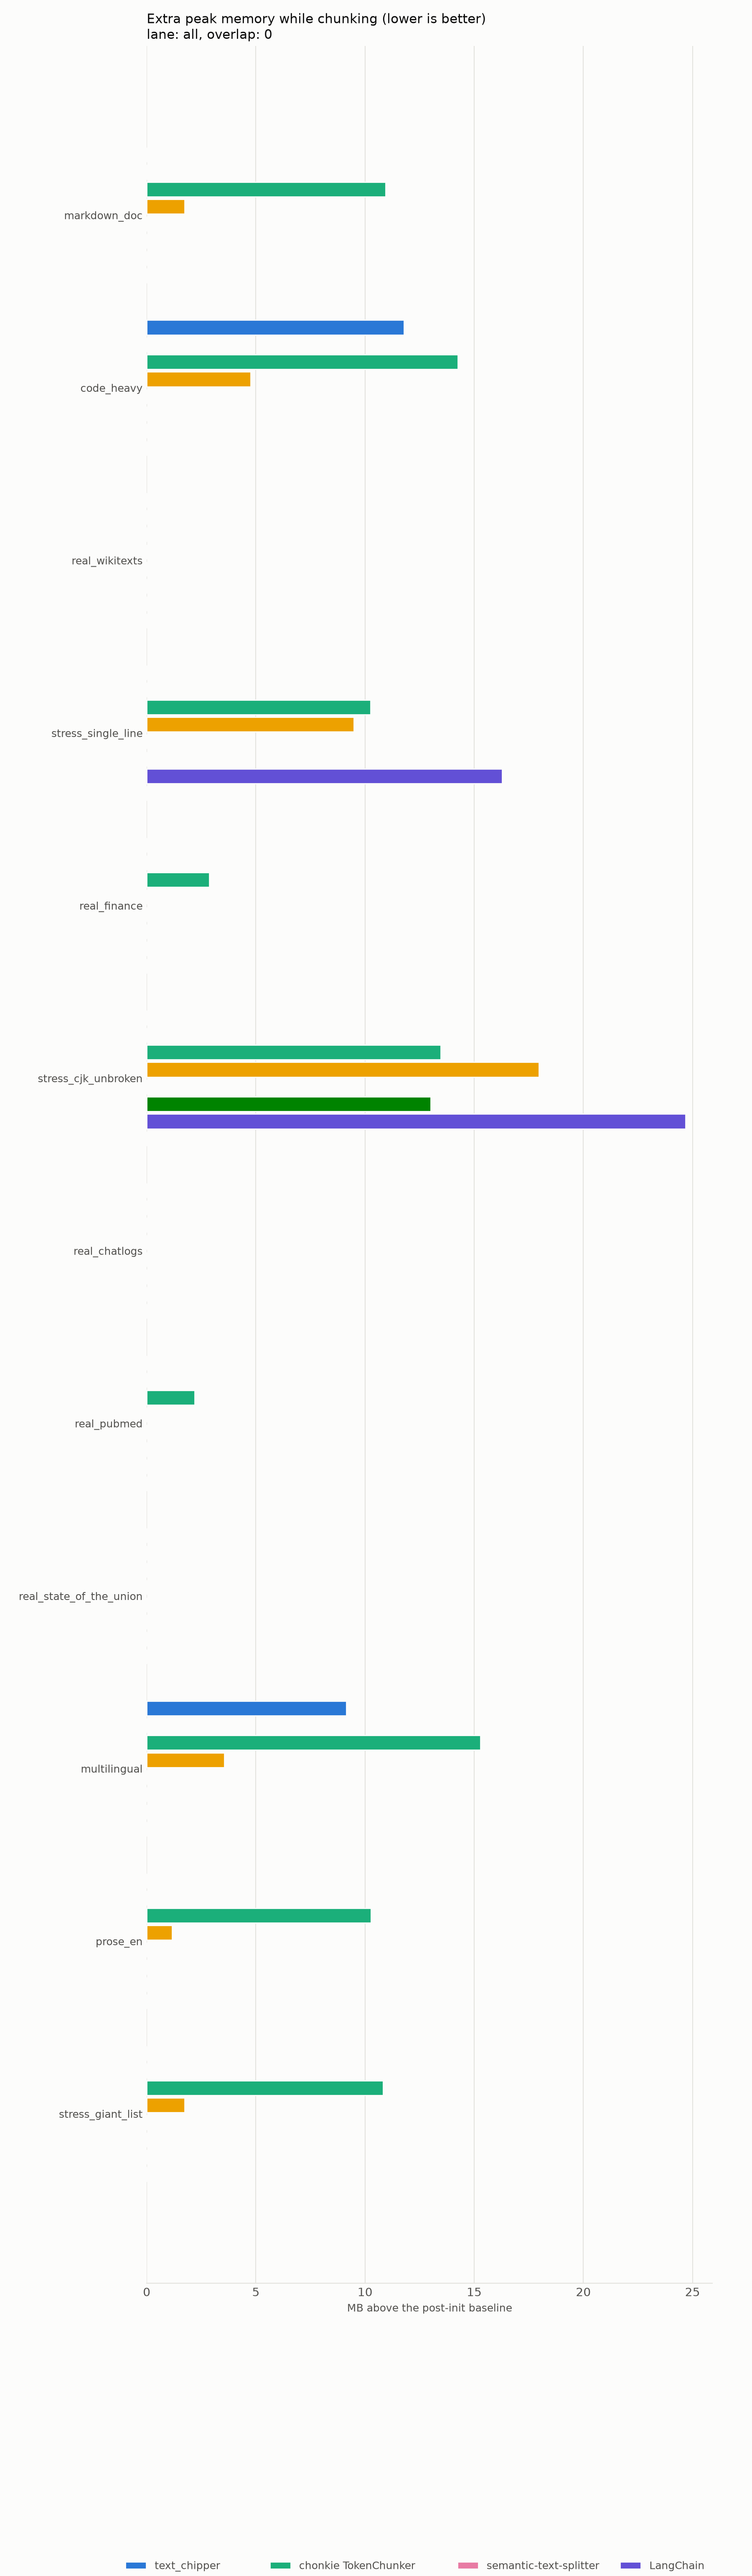 Extra peak memory while chunking (lower is better)
lane: all, overlap: 0
markdown_doc
code_heavy
real_wikitexts
stress_single_line
real_finance
stress_cjk_unbroken
real_chatlogs
real_pubmed
real_state_of_the_union
multilingual
prose_en
stress_giant_list
0 5 10 15 20 25
MB above the post-init baseline
text_chipper chonkie TokenChunker semantic-text-splitter LangChain